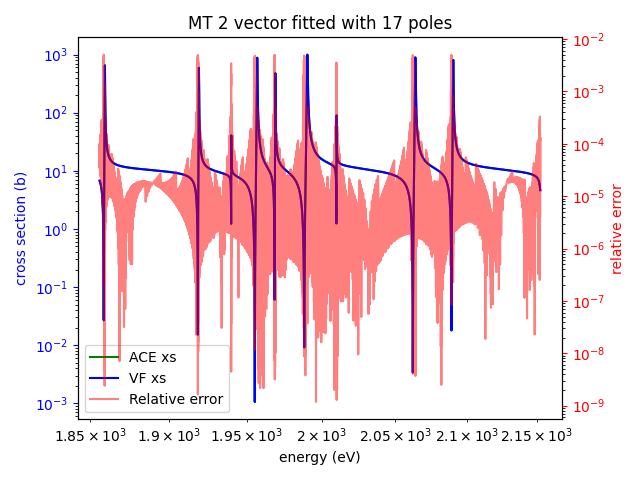 MT 2 vector fitted with 17 poles
10³
10²
10¹
10⁰
10⁻¹
10⁻²
10⁻³
cross section (b)
10⁻²
10⁻³
10⁻⁴
10⁻⁵
10⁻⁶
10⁻⁷
10⁻⁸
10⁻⁹
relative error
ACE xs
VF xs
Relative error
1.85 × 10³ 1.9 × 10³ 1.95 × 10³ 2 × 10³ 2.05 × 10³ 2.1 × 10³ 2.15 × 10³
energy (eV)